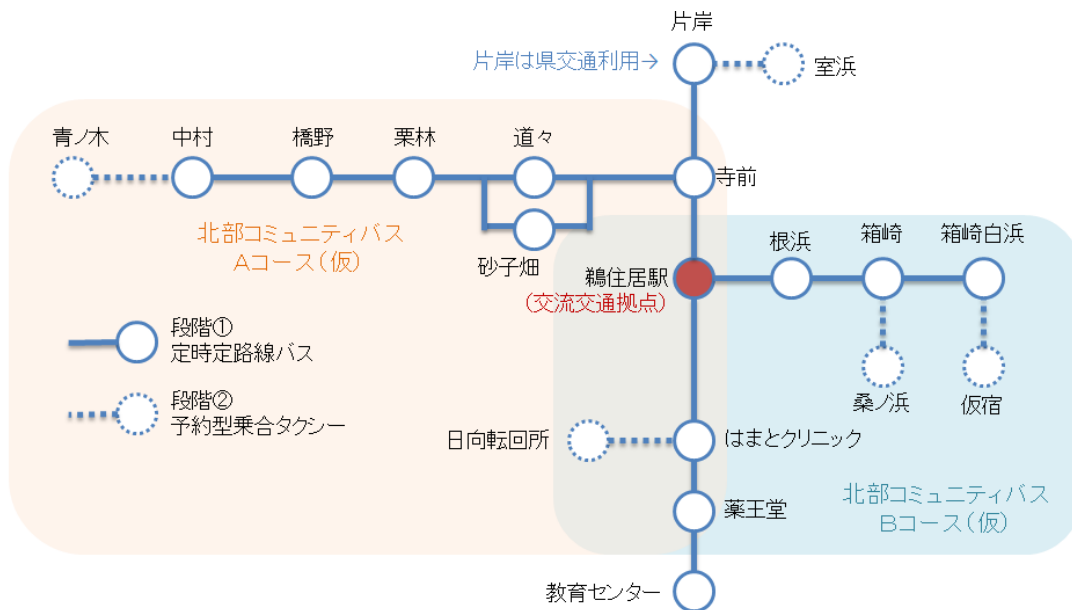 片岸
片岸は県交通利用→
室浜
青ノ木
中村
橋野
栗林
道々
寺前
北部コミュニティバス
Aコース(仮)
砂子畑
根浜
箱崎
箱崎白浜
鵜住居駅
(交流交通拠点)
段階①
定時定路線バス
桑ノ浜
仮宿
段階②
予約型乗合タクシー
日向転回所
はまとクリニック
北部コミュニティバス
Bコース(仮)
薬王堂
教育センター